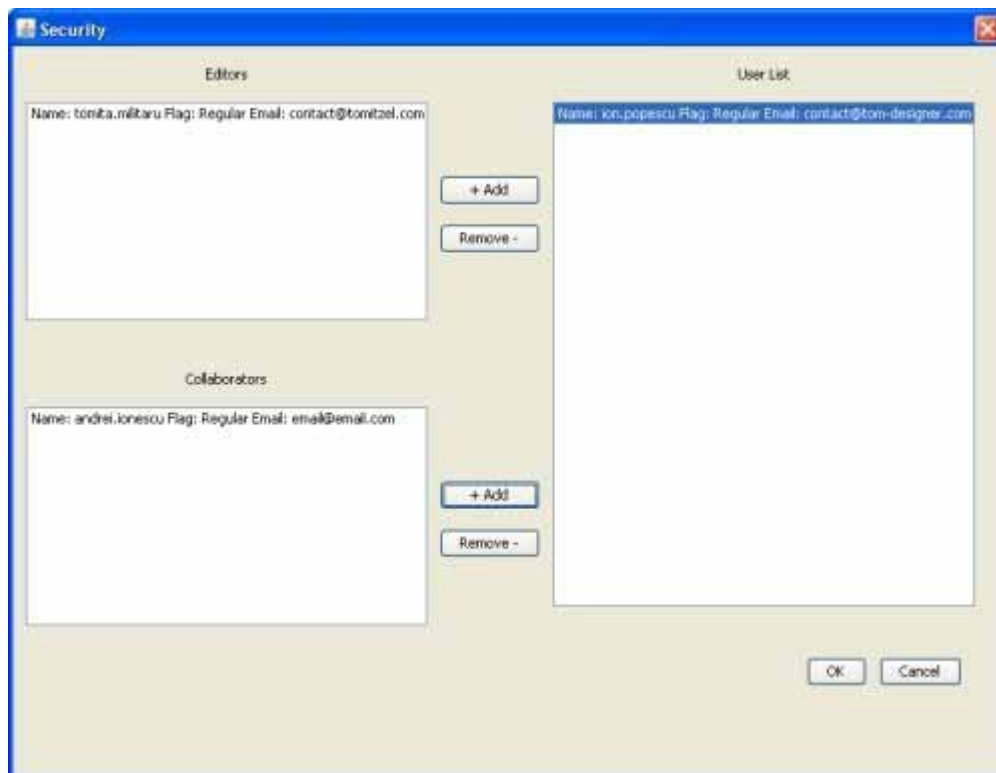 Security
Editors
User List
Name: tomita.militaru Flag: Regular Email: contact@tomitzel.com
Name: ion.popescu Flag: Regular Email: contact@tom-designer.com
+ Add
Remove -
Collaborators
Name: andrei.ionescu Flag: Regular Email: email@email.com
+ Add
Remove -
OK
Cancel